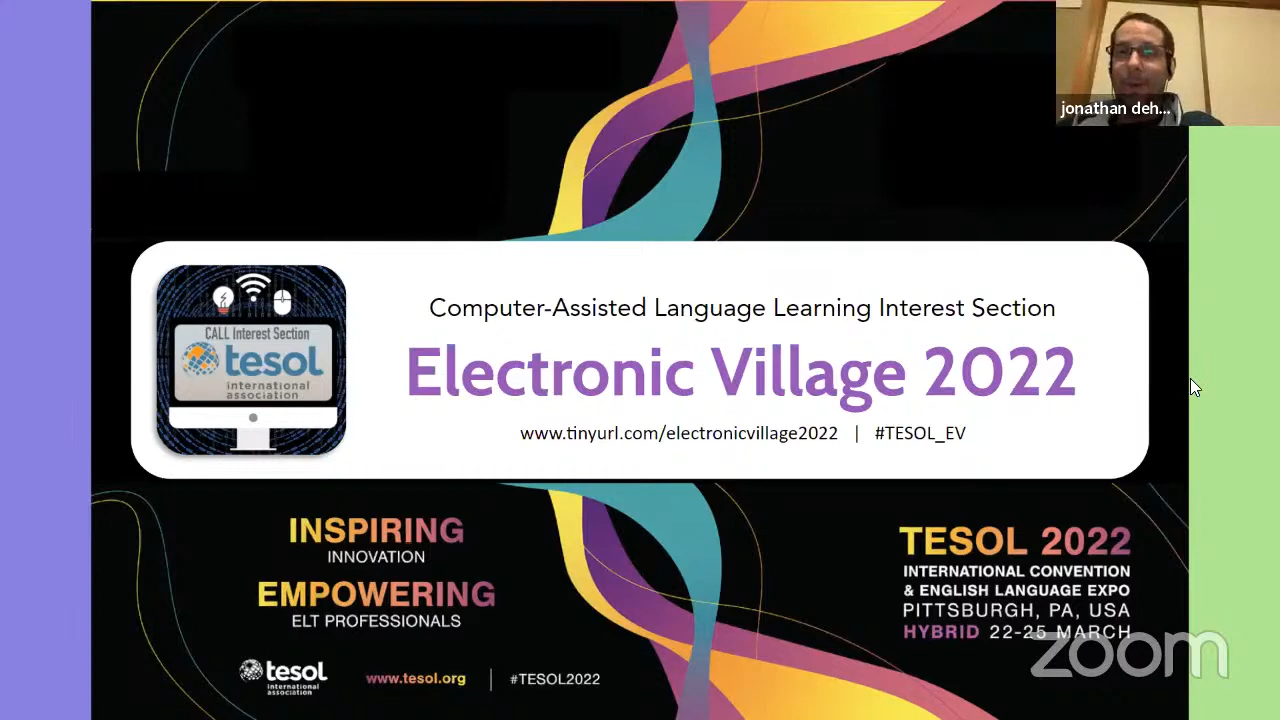 jonathan deh...
Computer-Assisted Language Learning Interest Section
CALL Interest Section
tesol
international
association
Electronic Village 2022
www.tinyurl.com/electronicvillage2022 | #TESOL_EV
INSPIRING
INNOVATION
EMPOWERING
ELT PROFESSIONALS
TESOL 2022
INTERNATIONAL CONVENTION
& ENGLISH LANGUAGE EXPO
PITTSBURGH, PA, USA
HYBRID 22-25 MARCH
zoom
tesol
international
association
www.tesol.org | #TESOL2022